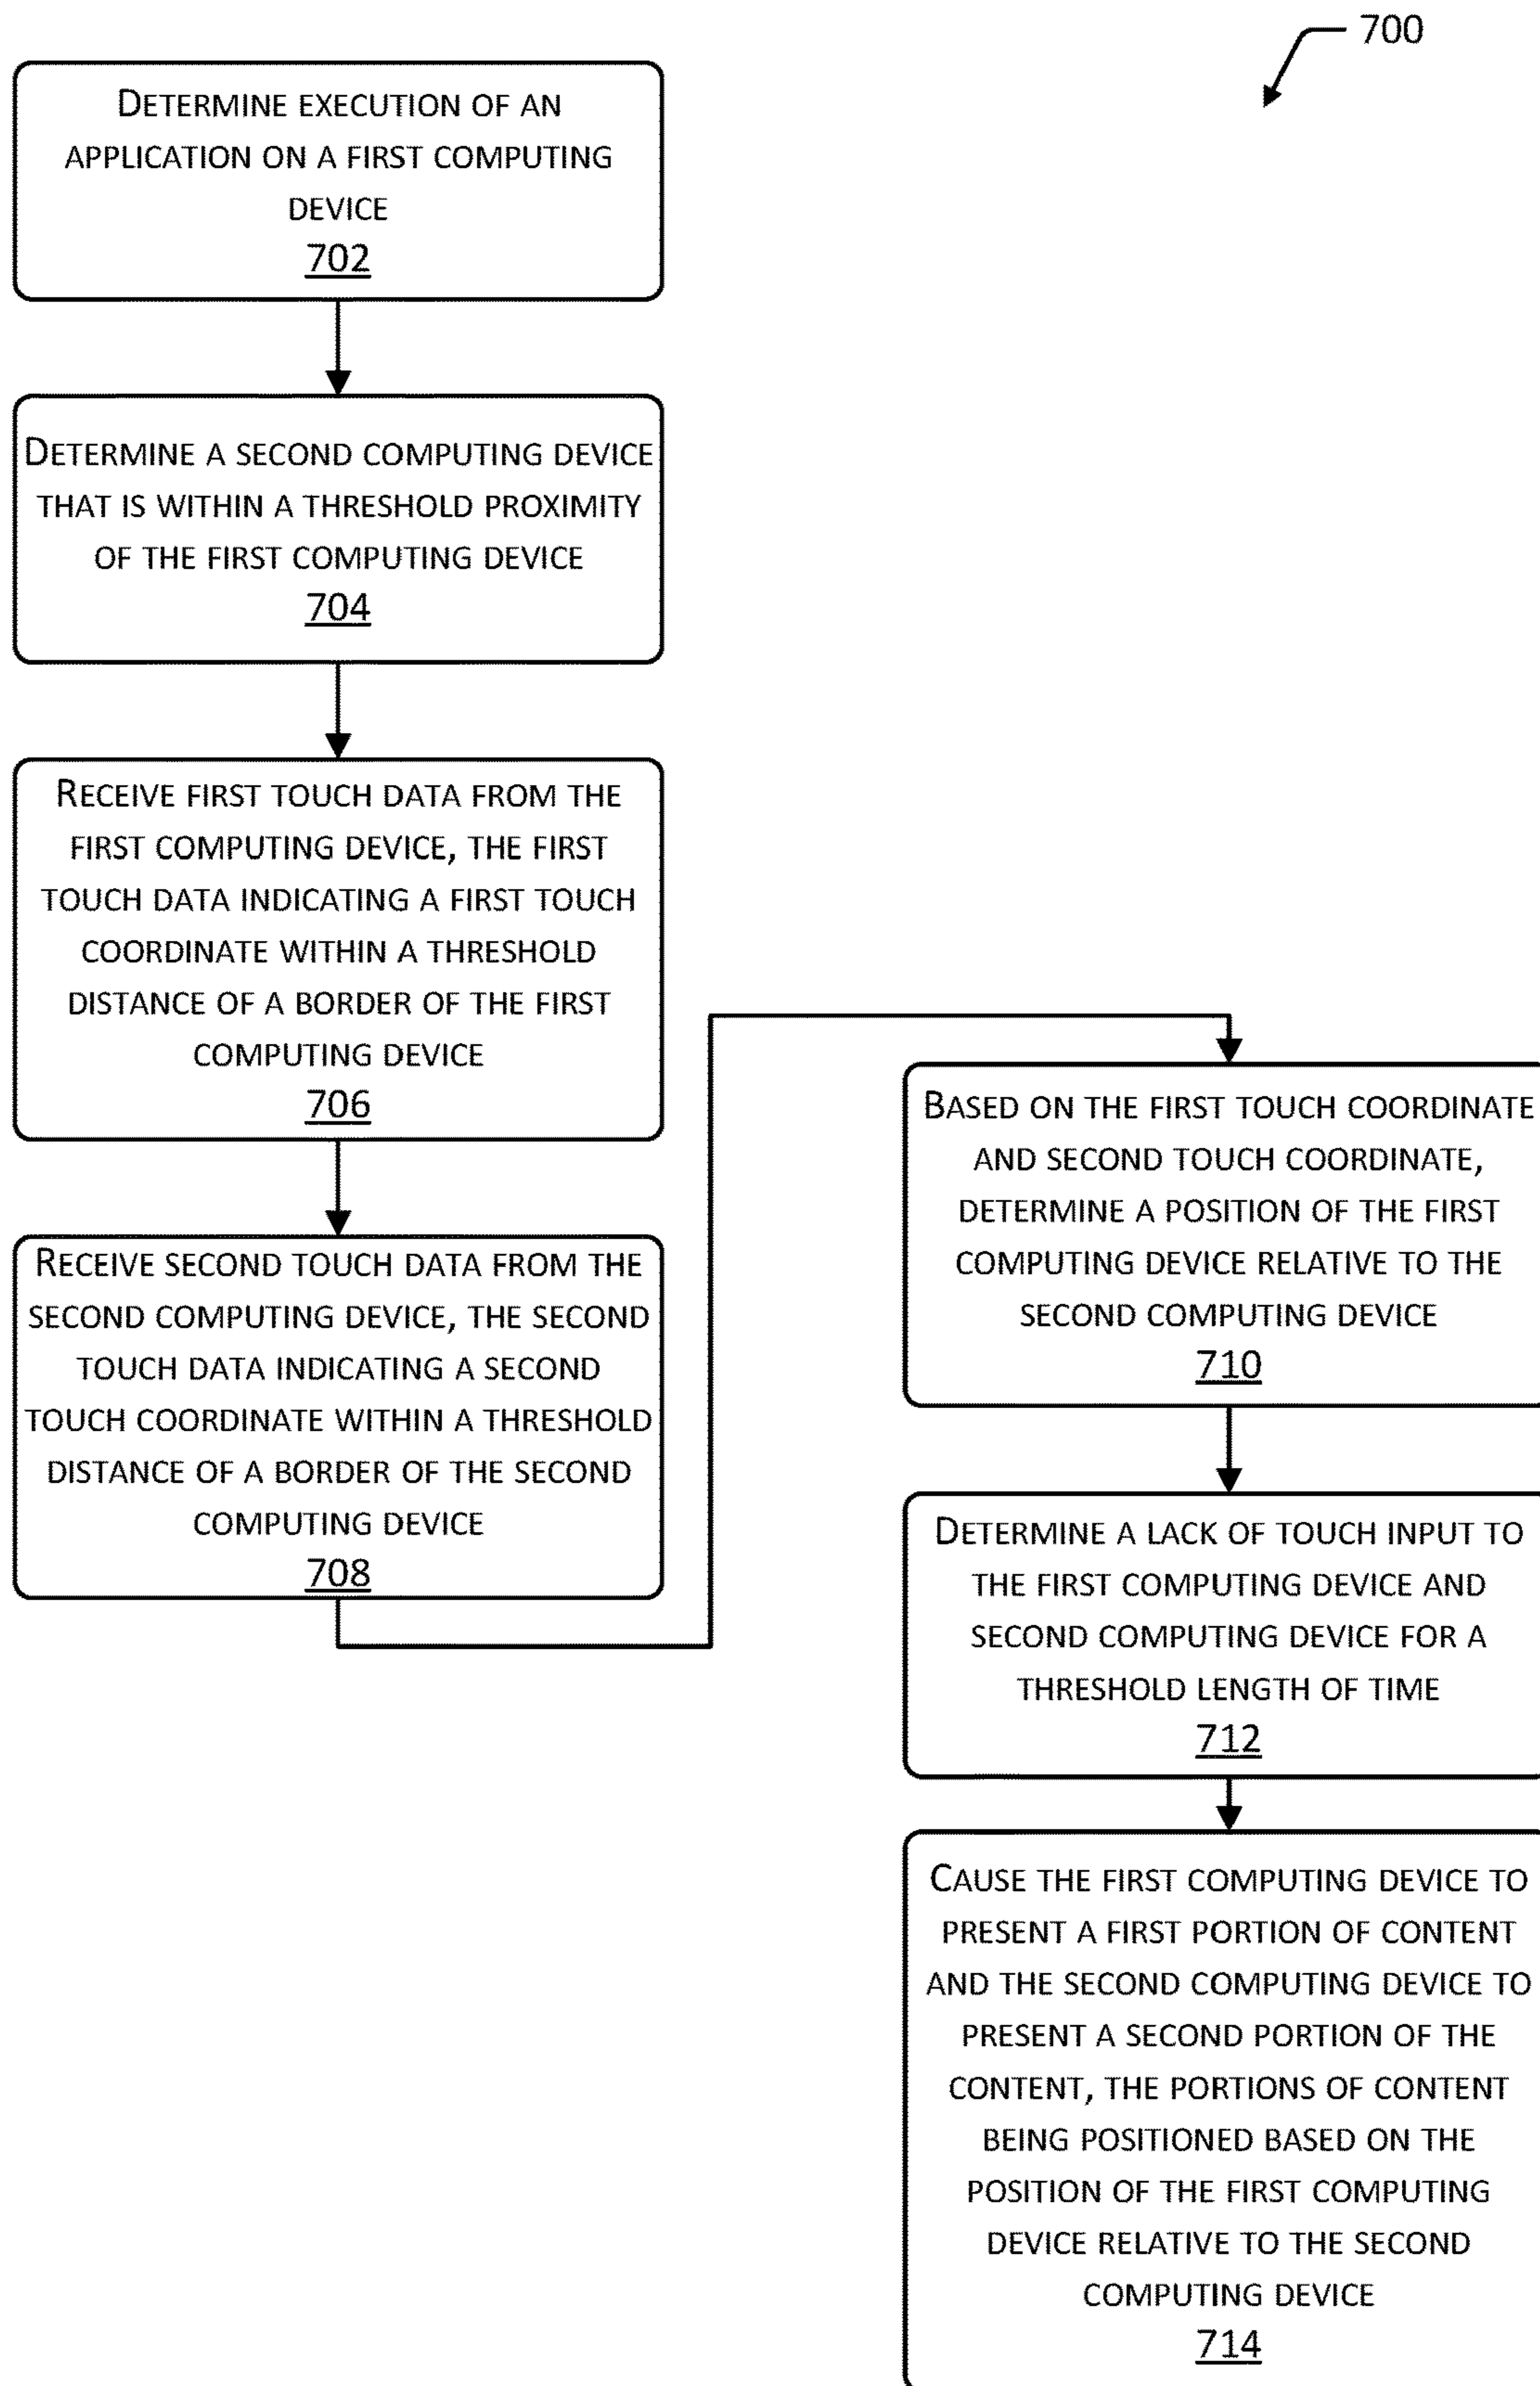 700
DETERMINE EXECUTION OF AN
APPLICATION ON A FIRST COMPUTING
DEVICE
702
DETERMINE A SECOND COMPUTING DEVICE
THAT IS WITHIN A THRESHOLD PROXIMITY
OF THE FIRST COMPUTING DEVICE
704
RECEIVE FIRST TOUCH DATA FROM THE
FIRST COMPUTING DEVICE, THE FIRST
TOUCH DATA INDICATING A FIRST TOUCH
COORDINATE WITHIN A THRESHOLD
DISTANCE OF A BORDER OF THE FIRST
COMPUTING DEVICE
706
RECEIVE SECOND TOUCH DATA FROM THE
SECOND COMPUTING DEVICE, THE SECOND
TOUCH DATA INDICATING A SECOND
TOUCH COORDINATE WITHIN A THRESHOLD
DISTANCE OF A BORDER OF THE SECOND
COMPUTING DEVICE
708
BASED ON THE FIRST TOUCH COORDINATE
AND SECOND TOUCH COORDINATE,
DETERMINE A POSITION OF THE FIRST
COMPUTING DEVICE RELATIVE TO THE
SECOND COMPUTING DEVICE
710
DETERMINE A LACK OF TOUCH INPUT TO
THE FIRST COMPUTING DEVICE AND
SECOND COMPUTING DEVICE FOR A
THRESHOLD LENGTH OF TIME
712
CAUSE THE FIRST COMPUTING DEVICE TO
PRESENT A FIRST PORTION OF CONTENT
AND THE SECOND COMPUTING DEVICE TO
PRESENT A SECOND PORTION OF THE
CONTENT, THE PORTIONS OF CONTENT
BEING POSITIONED BASED ON THE
POSITION OF THE FIRST COMPUTING
DEVICE RELATIVE TO THE SECOND
COMPUTING DEVICE
714